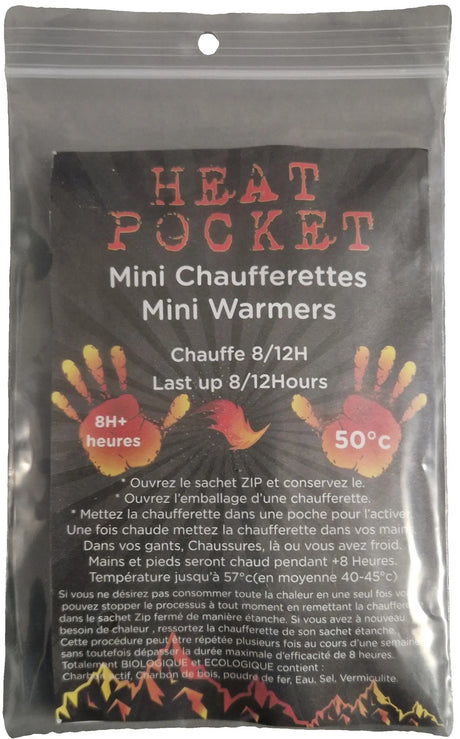 HEAT
POCKET
Mini Chaufferettes
Mini Warmers
Chauffe 8/12H
Last up 8/12Hours
8H+
heures
50°c
* Ouvrez le sachet ZIP et conservez le.
* Ouvrez l'emballage d'une chaufferette.
* Mettez la chaufferette dans une poche pour l'activer
Une fois chaude mettez la chaufferette dans vos main
Dans vos gants, Chaussures, là ou vous avez froid.
Mains et pieds seront chaud pendant +8 Heures.
Température jusqu'à 57°c(en moyenne 40-45°c)
Si vous ne désirez pas consommer toute la chaleur en une seul fois vo
pouvez stopper le processus à tout moment en remettant la chauffere
dans le sachet Zip fermé de manière étanche. Si vous avez à nouveau
besoin de chaleur , ressortez la chaufferette de son sachet étanche.
Cette procédure peut être répétée plusieurs fois au cours d'une semaine
sans toutefois dépasser la durée maximale d'efficacité de 8 heures.
Totalement BIOLOGIQUE et ECOLOGIQUE contient :
Charbon actif, Charbon de bois, poudre de fer, Eau, Sel, Vermiculite.